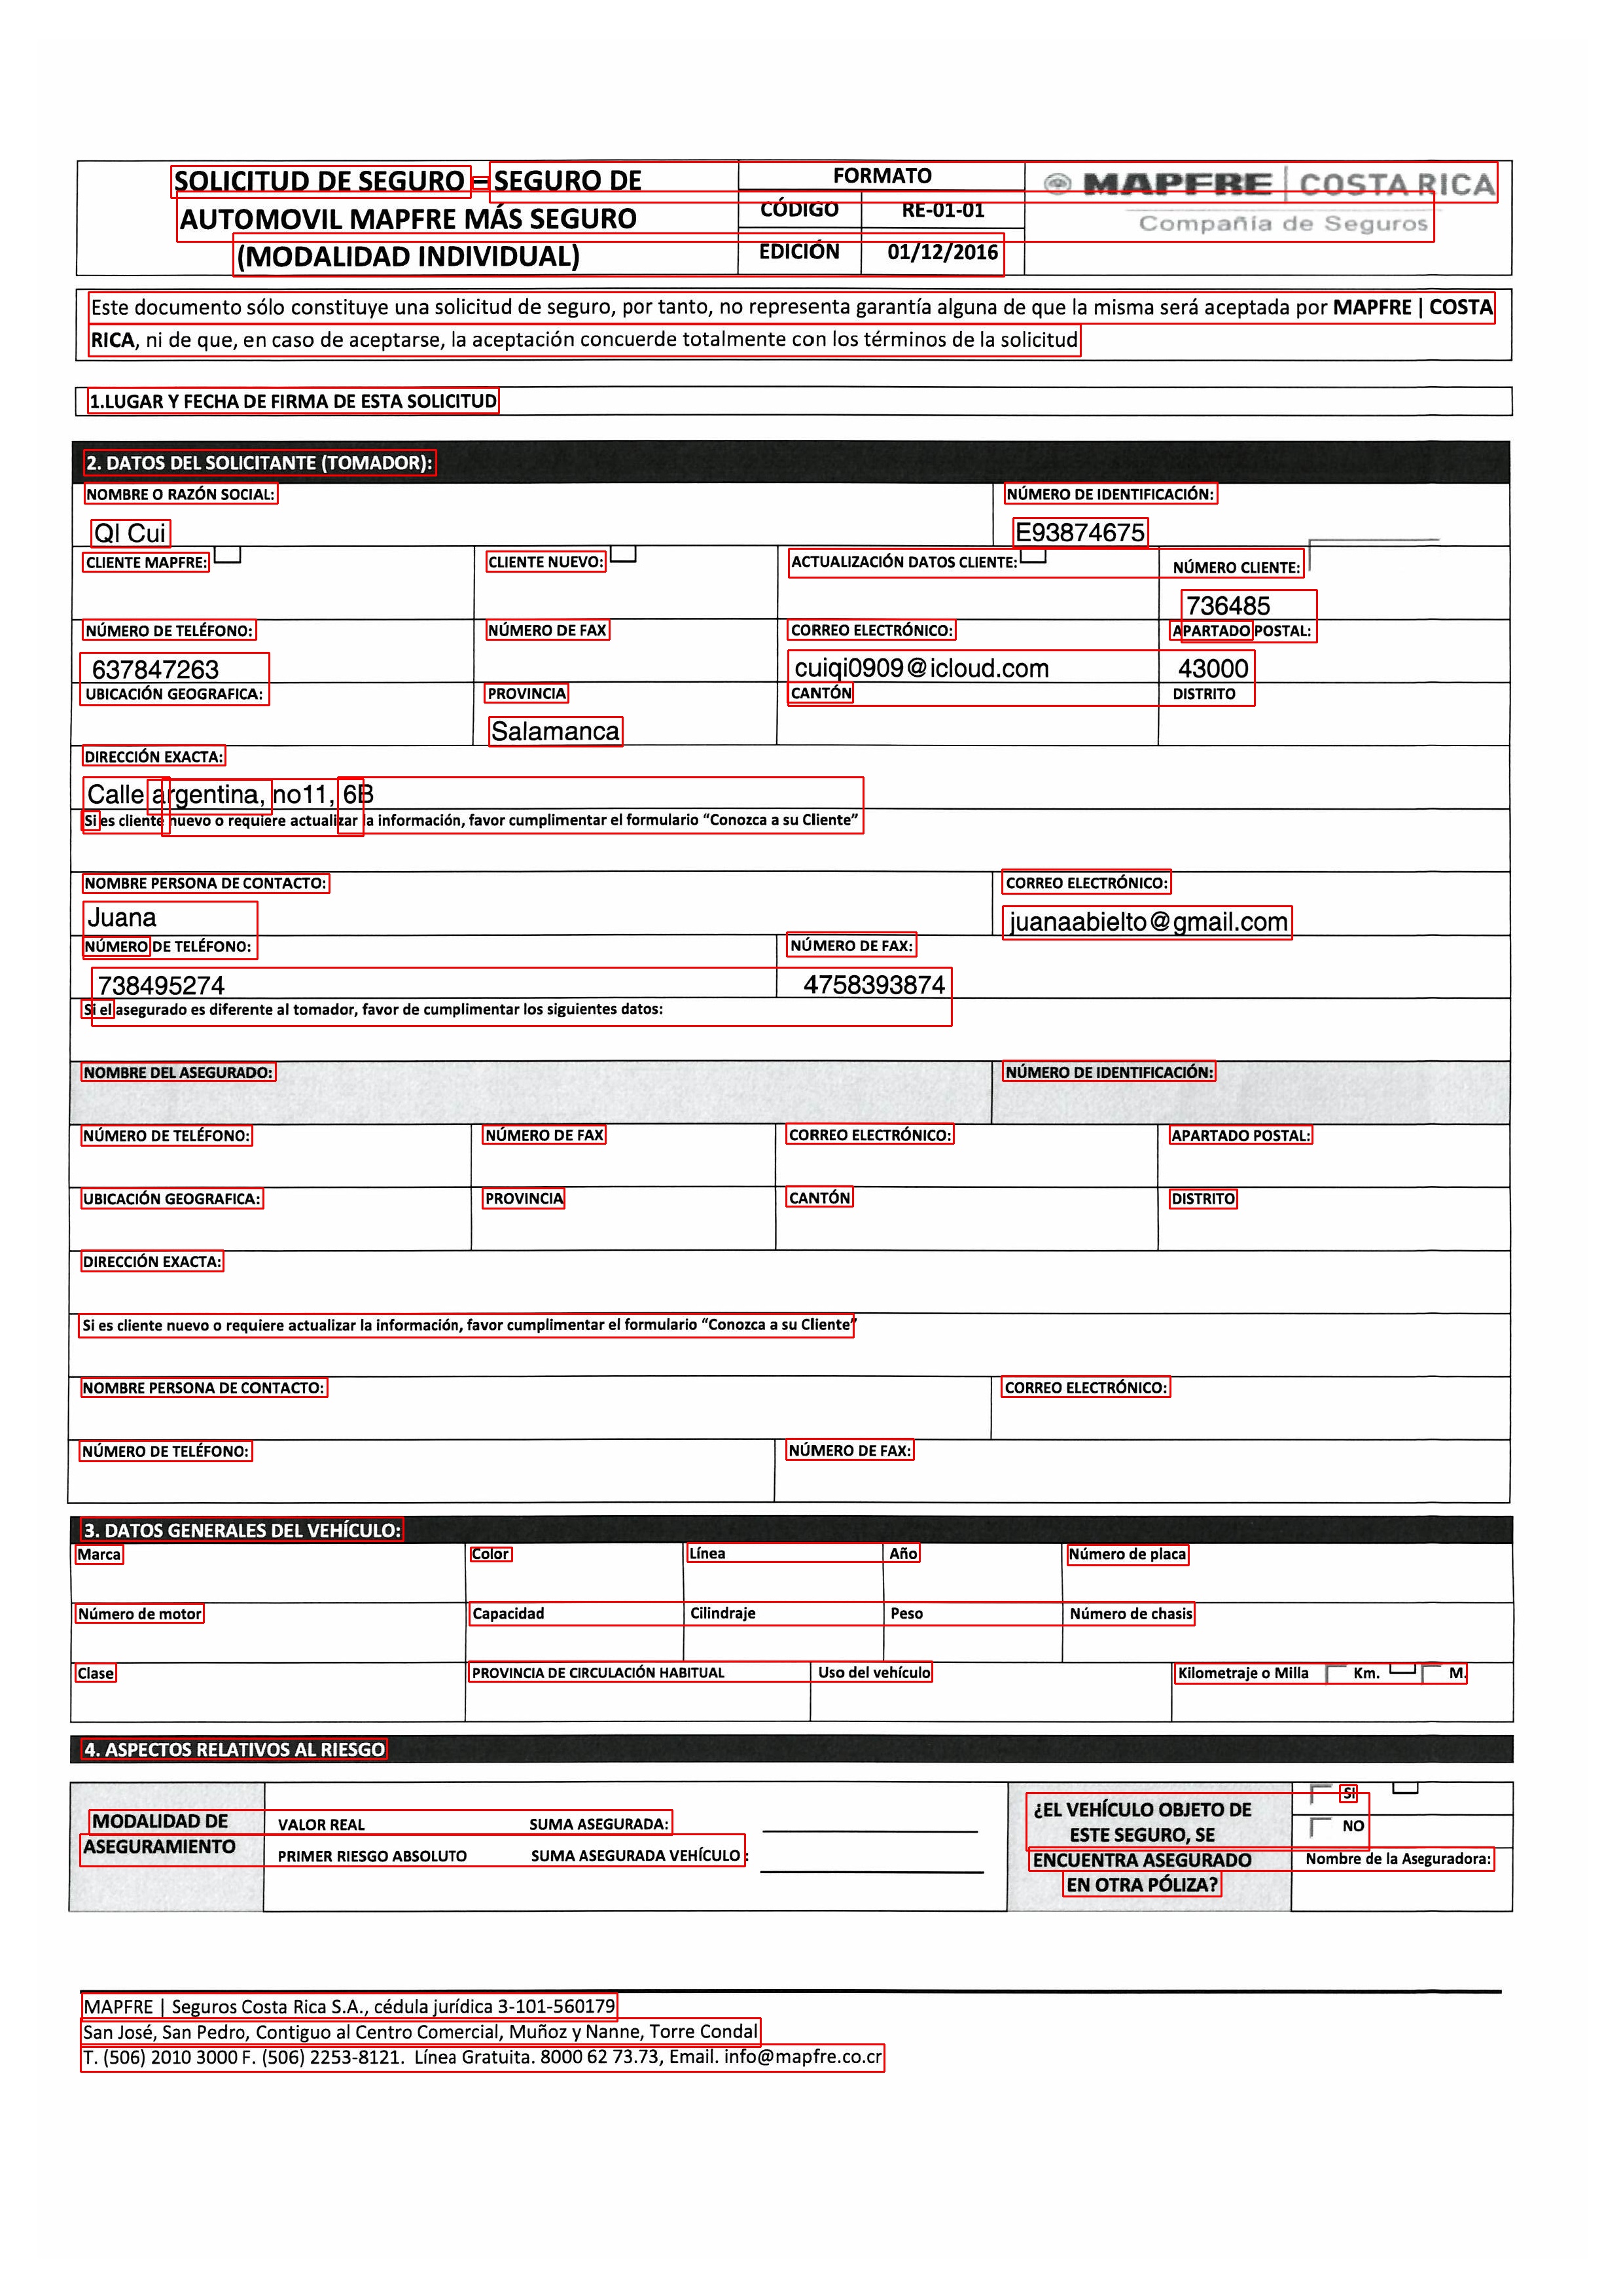 SOLICITUD DE SEGURO – SEGURO DE
AUTOMOVIL MAPFRE MÁS SEGURO
(MODALIDAD INDIVIDUAL)
FORMATO
CÓDIGO RE-01-01
EDICIÓN 01/12/2016
MAPFRE | COSTA RICA
Compañía de Seguros
Este documento sólo constituye una solicitud de seguro, por tanto, no representa garantía alguna de que la misma será aceptada por MAPFRE | COSTA
RICA, ni de que, en caso de aceptarse, la aceptación concuerde totalmente con los términos de la solicitud
1.LUGAR Y FECHA DE FIRMA DE ESTA SOLICITUD
2. DATOS DEL SOLICITANTE (TOMADOR):
NOMBRE O RAZÓN SOCIAL: NÚMERO DE IDENTIFICACIÓN:
QI Cui E93874675
CLIENTE MAPFRE: CLIENTE NUEVO: ACTUALIZACIÓN DATOS CLIENTE: NÚMERO CLIENTE:
736485
NÚMERO DE TELÉFONO: NÚMERO DE FAX CORREO ELECTRÓNICO: APARTADO POSTAL:
637847263 cuiqi0909@icloud.com 43000
UBICACIÓN GEOGRAFICA: PROVINCIA CANTÓN DISTRITO
Salamanca
DIRECCIÓN EXACTA:
Calle argentina, no11, 6B
Si es cliente nuevo o requiere actualizar la información, favor cumplimentar el formulario “Conozca a su Cliente”
NOMBRE PERSONA DE CONTACTO: CORREO ELECTRÓNICO:
Juana juanaabielto@gmail.com
NÚMERO DE TELÉFONO: NÚMERO DE FAX:
738495274 4758393874
Si el asegurado es diferente al tomador, favor de cumplimentar los siguientes datos:
NOMBRE DEL ASEGURADO: NÚMERO DE IDENTIFICACIÓN:
NÚMERO DE TELÉFONO: NÚMERO DE FAX CORREO ELECTRÓNICO: APARTADO POSTAL:
UBICACIÓN GEOGRAFICA: PROVINCIA CANTÓN DISTRITO
DIRECCIÓN EXACTA:
Si es cliente nuevo o requiere actualizar la información, favor cumplimentar el formulario “Conozca a su Cliente”
NOMBRE PERSONA DE CONTACTO: CORREO ELECTRÓNICO:
NÚMERO DE TELÉFONO: NÚMERO DE FAX:
3. DATOS GENERALES DEL VEHÍCULO:
Marca Color Línea Año Número de placa
Número de motor Capacidad Cilindraje Peso Número de chasis
Clase PROVINCIA DE CIRCULACIÓN HABITUAL Uso del vehículo Kilometraje o Milla Km. M.
4. ASPECTOS RELATIVOS AL RIESGO
MODALIDAD DE
ASEGURAMIENTO
VALOR REAL SUMA ASEGURADA:
PRIMER RIESGO ABSOLUTO SUMA ASEGURADA VEHÍCULO :
¿EL VEHÍCULO OBJETO DE
ESTE SEGURO, SE
ENCUENTRA ASEGURADO
EN OTRA PÓLIZA?
SI
NO
Nombre de la Aseguradora:
MAPFRE | Seguros Costa Rica S.A., cédula jurídica 3-101-560179
San José, San Pedro, Contiguo al Centro Comercial, Muñoz y Nanne, Torre Condal
T. (506) 2010 3000 F. (506) 2253-8121. Línea Gratuita. 8000 62 73.73, Email. info@mapfre.co.cr